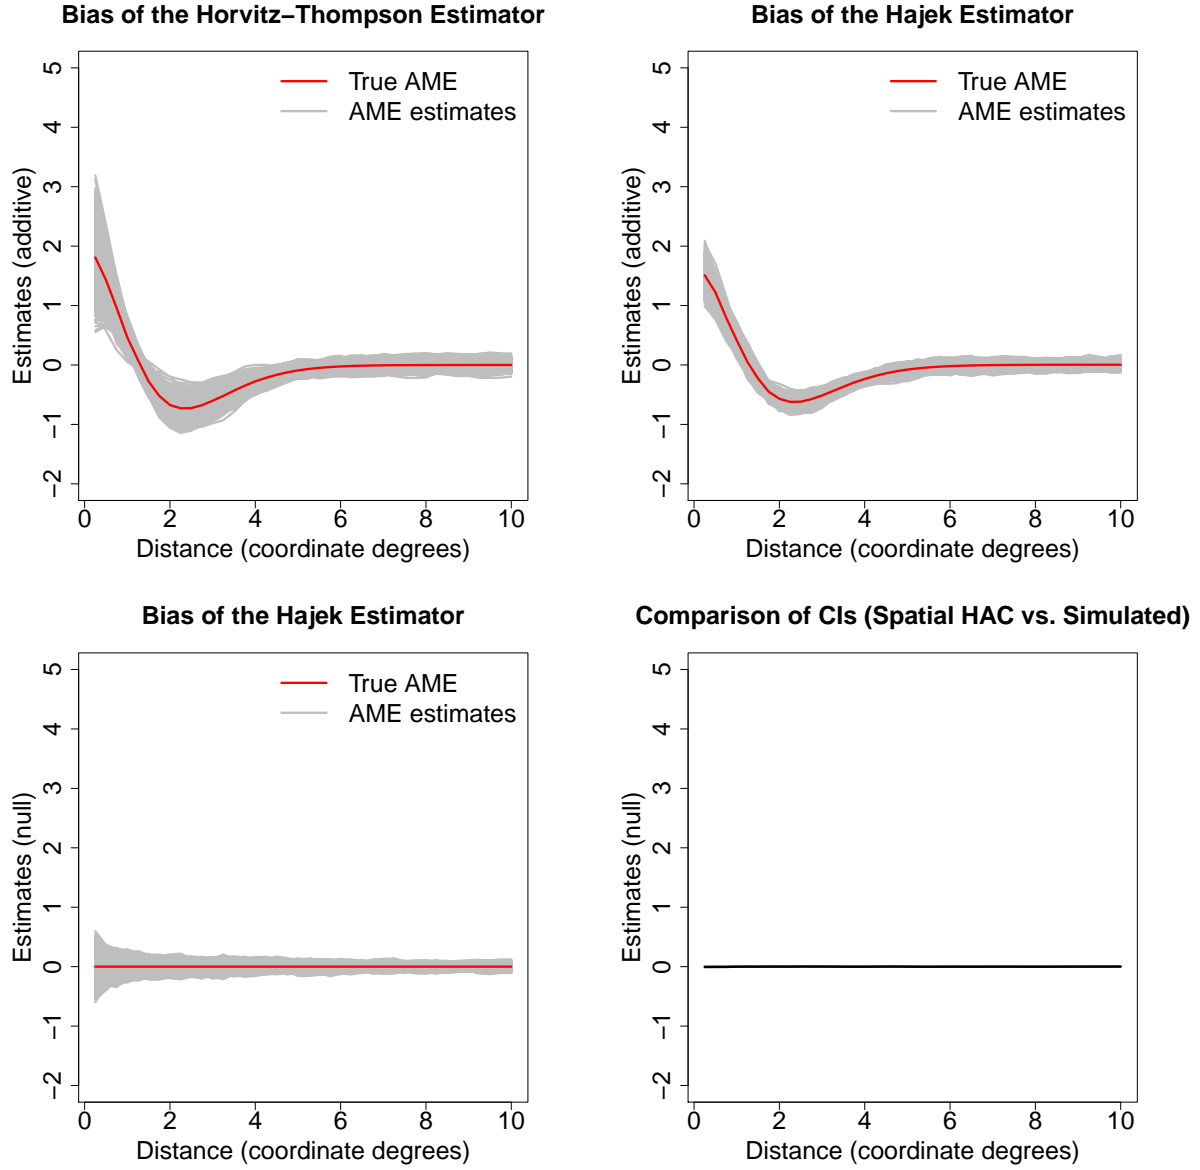 Bias of the Horvitz−Thompson Estimator
True AME
AME estimates
Estimates (additive)
5
4
3
2
1
0
−1
−2
0 2 4 6 8 10
Distance (coordinate degrees)
Bias of the Hajek Estimator
True AME
AME estimates
Estimates (additive)
5
4
3
2
1
0
−1
−2
0 2 4 6 8 10
Distance (coordinate degrees)
Bias of the Hajek Estimator
True AME
AME estimates
Estimates (null)
5
4
3
2
1
0
−1
−2
0 2 4 6 8 10
Distance (coordinate degrees)
Comparison of CIs (Spatial HAC vs. Simulated)
Estimates (null)
5
4
3
2
1
0
−1
−2
0 2 4 6 8 10
Distance (coordinate degrees)